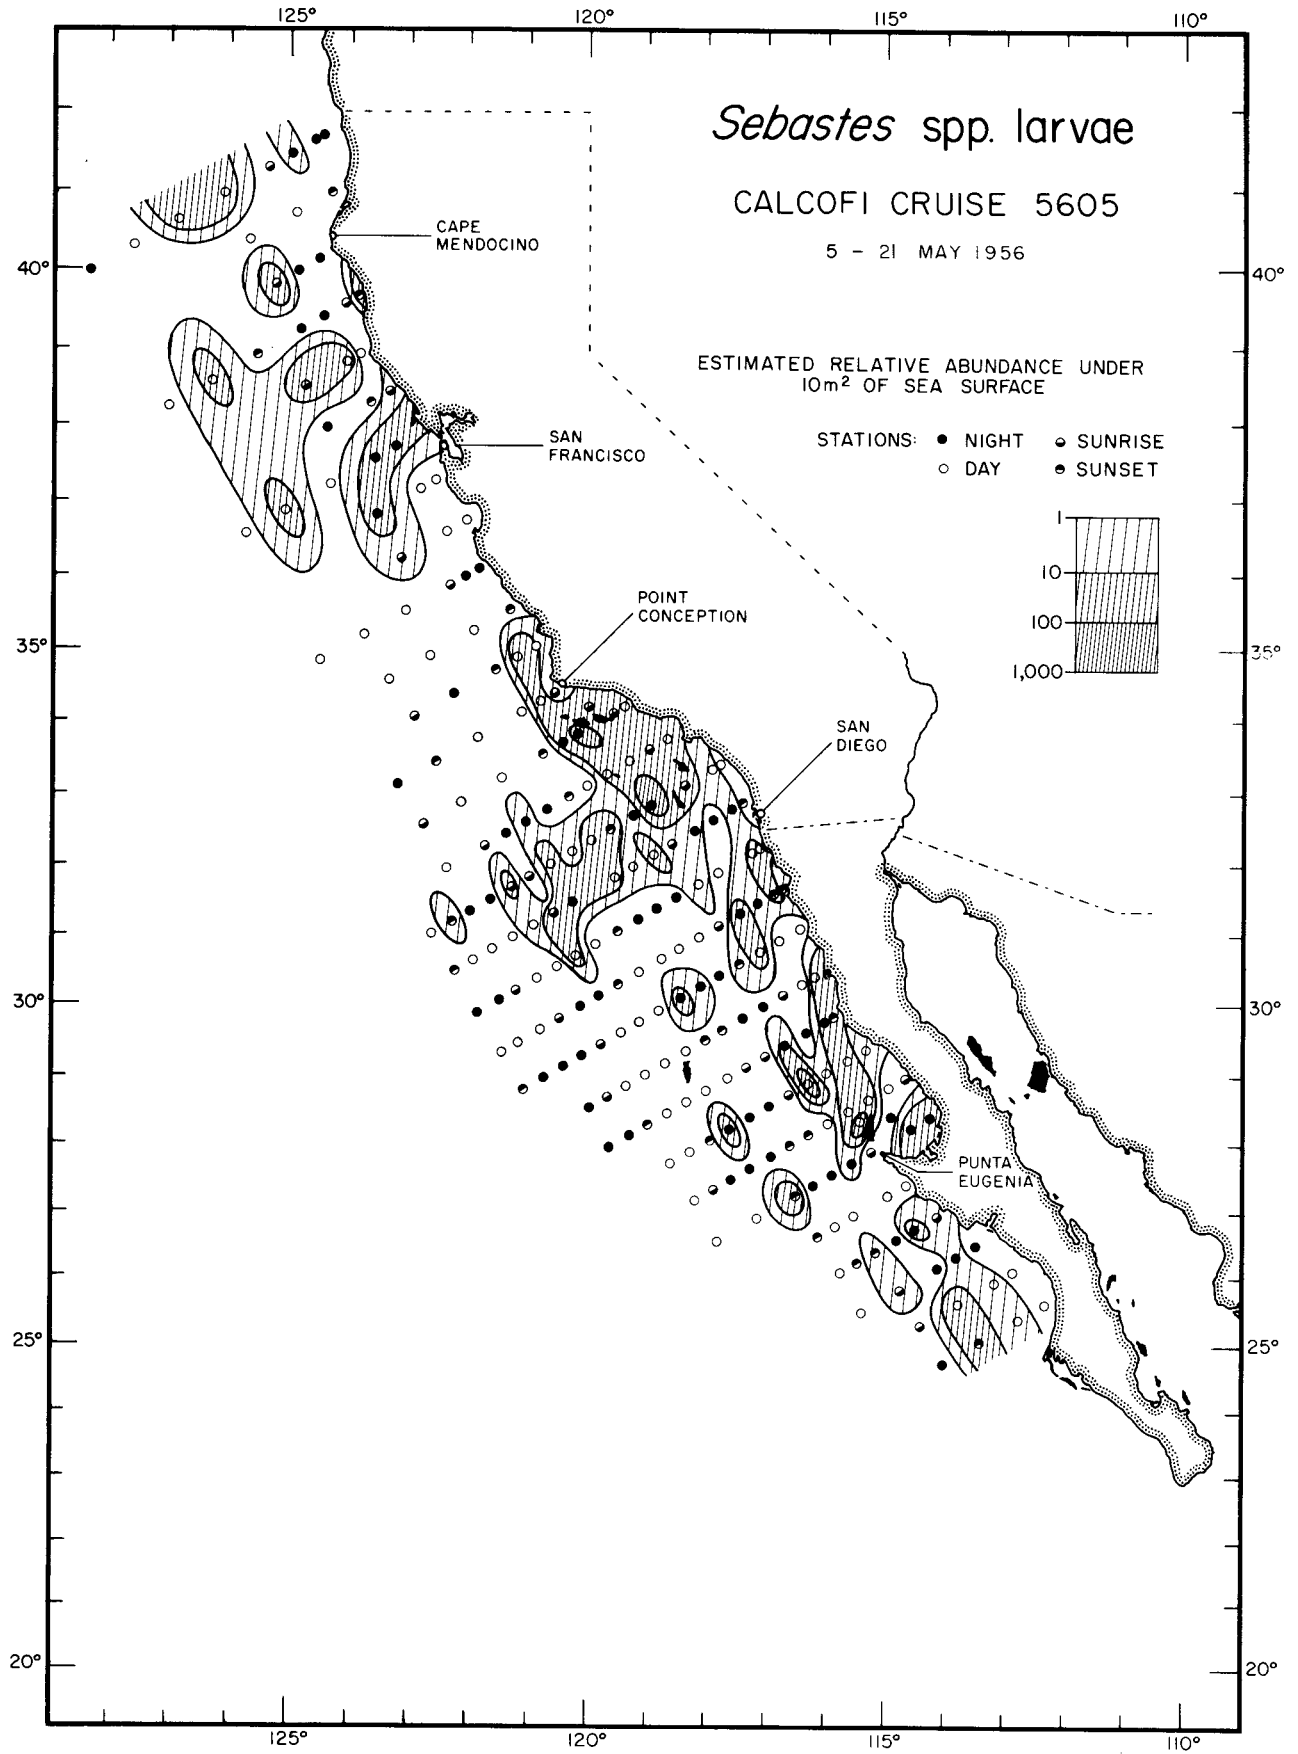 125° 120° 115° 110°
Sebastes spp. larvae
CALCOFI CRUISE 5605
5 – 21 MAY 1956
CAPE
MENDOCINO
40° 40°
ESTIMATED RELATIVE ABUNDANCE UNDER
10m² OF SEA SURFACE
STATIONS: ● NIGHT SUNRISE
○ DAY SUNSET
SAN
FRANCISCO
1
10
100
1,000
POINT
CONCEPTION
35° 35°
SAN
DIEGO
30° 30°
PUNTA
EUGENIA
25° 25°
20° 20°
125° 120° 115° 110°